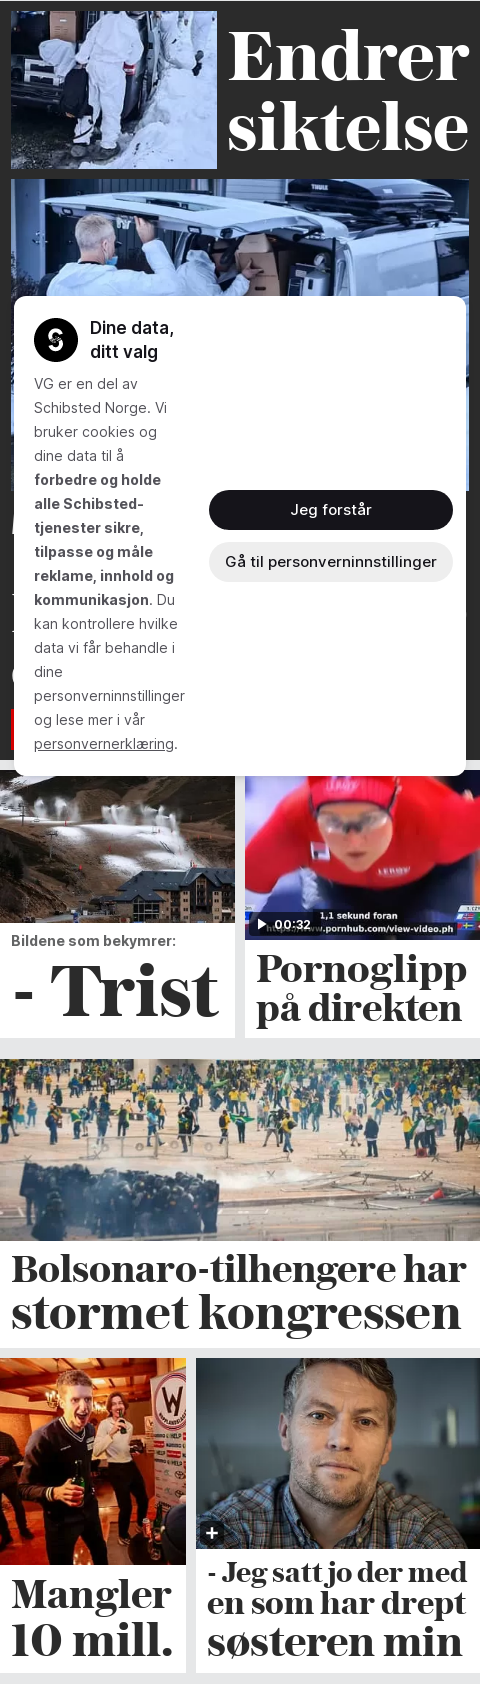 Endrer
siktelse
THULE
Dine data,
ditt valg
VG er en del av
Schibsted Norge. Vi
bruker cookies og
dine data til å
forbedre og holde
alle Schibsted-
tjenester sikre,
tilpasse og måle
reklame, innhold og
kommunikasjon. Du
kan kontrollere hvilke
data vi får behandle i
dine
personverninnstillinger
og lese mer i vår
personvernerklæring.
Jeg forstår
Gå til personverninnstillinger
LERØY
00:32
1,1 sekund foran
.pornhub.com/view-video.ph
Bildene som bekymrer:
- Trist
Pornoglipp
på direkten
Bolsonaro-tilhengere har
stormet kongressen
W
Mangler
10 mill.
- Jeg satt jo der med
en som har drept
søsteren min